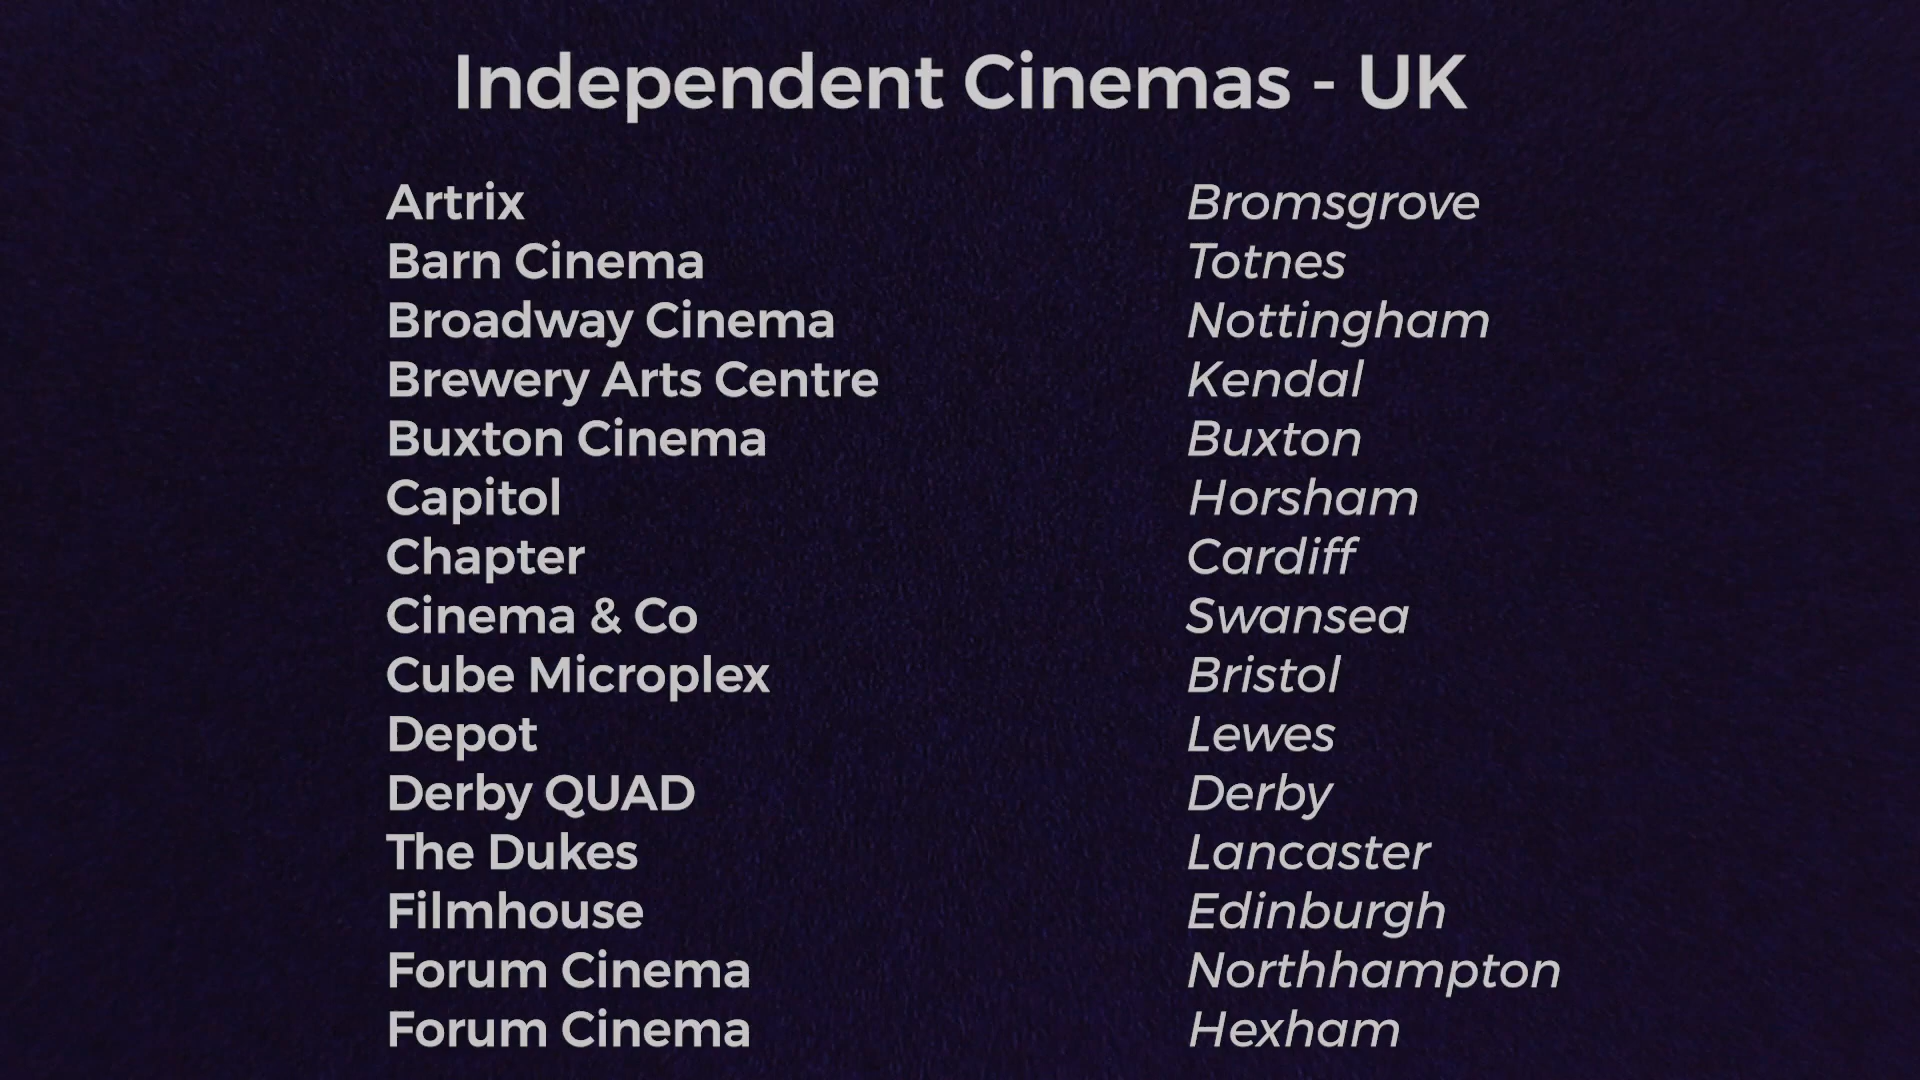 Independent Cinemas - UK
Artrix Bromsgrove
Barn Cinema Totnes
Broadway Cinema Nottingham
Brewery Arts Centre Kendal
Buxton Cinema Buxton
Capitol Horsham
Chapter Cardiff
Cinema & Co Swansea
Cube Microplex Bristol
Depot Lewes
Derby QUAD Derby
The Dukes Lancaster
Filmhouse Edinburgh
Forum Cinema Northhampton
Forum Cinema Hexham